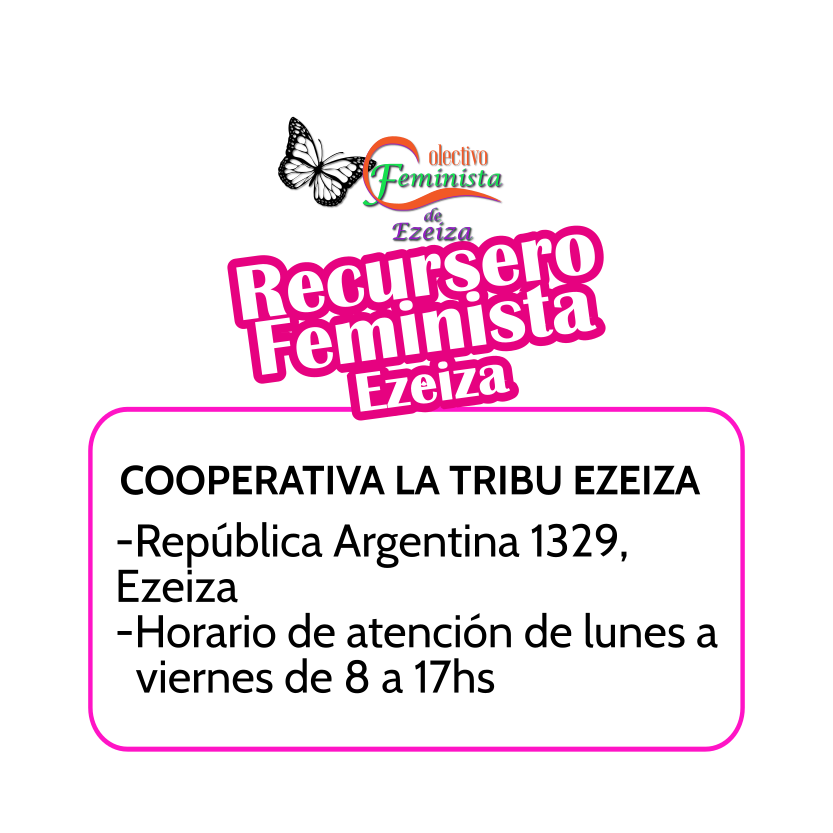 Colectivo
Feminista
de
Ezeiza
Recursero
Feminista
Ezeiza
COOPERATIVA LA TRIBU EZEIZA
-República Argentina 1329,
Ezeiza
-Horario de atención de lunes a
viernes de 8 a 17hs